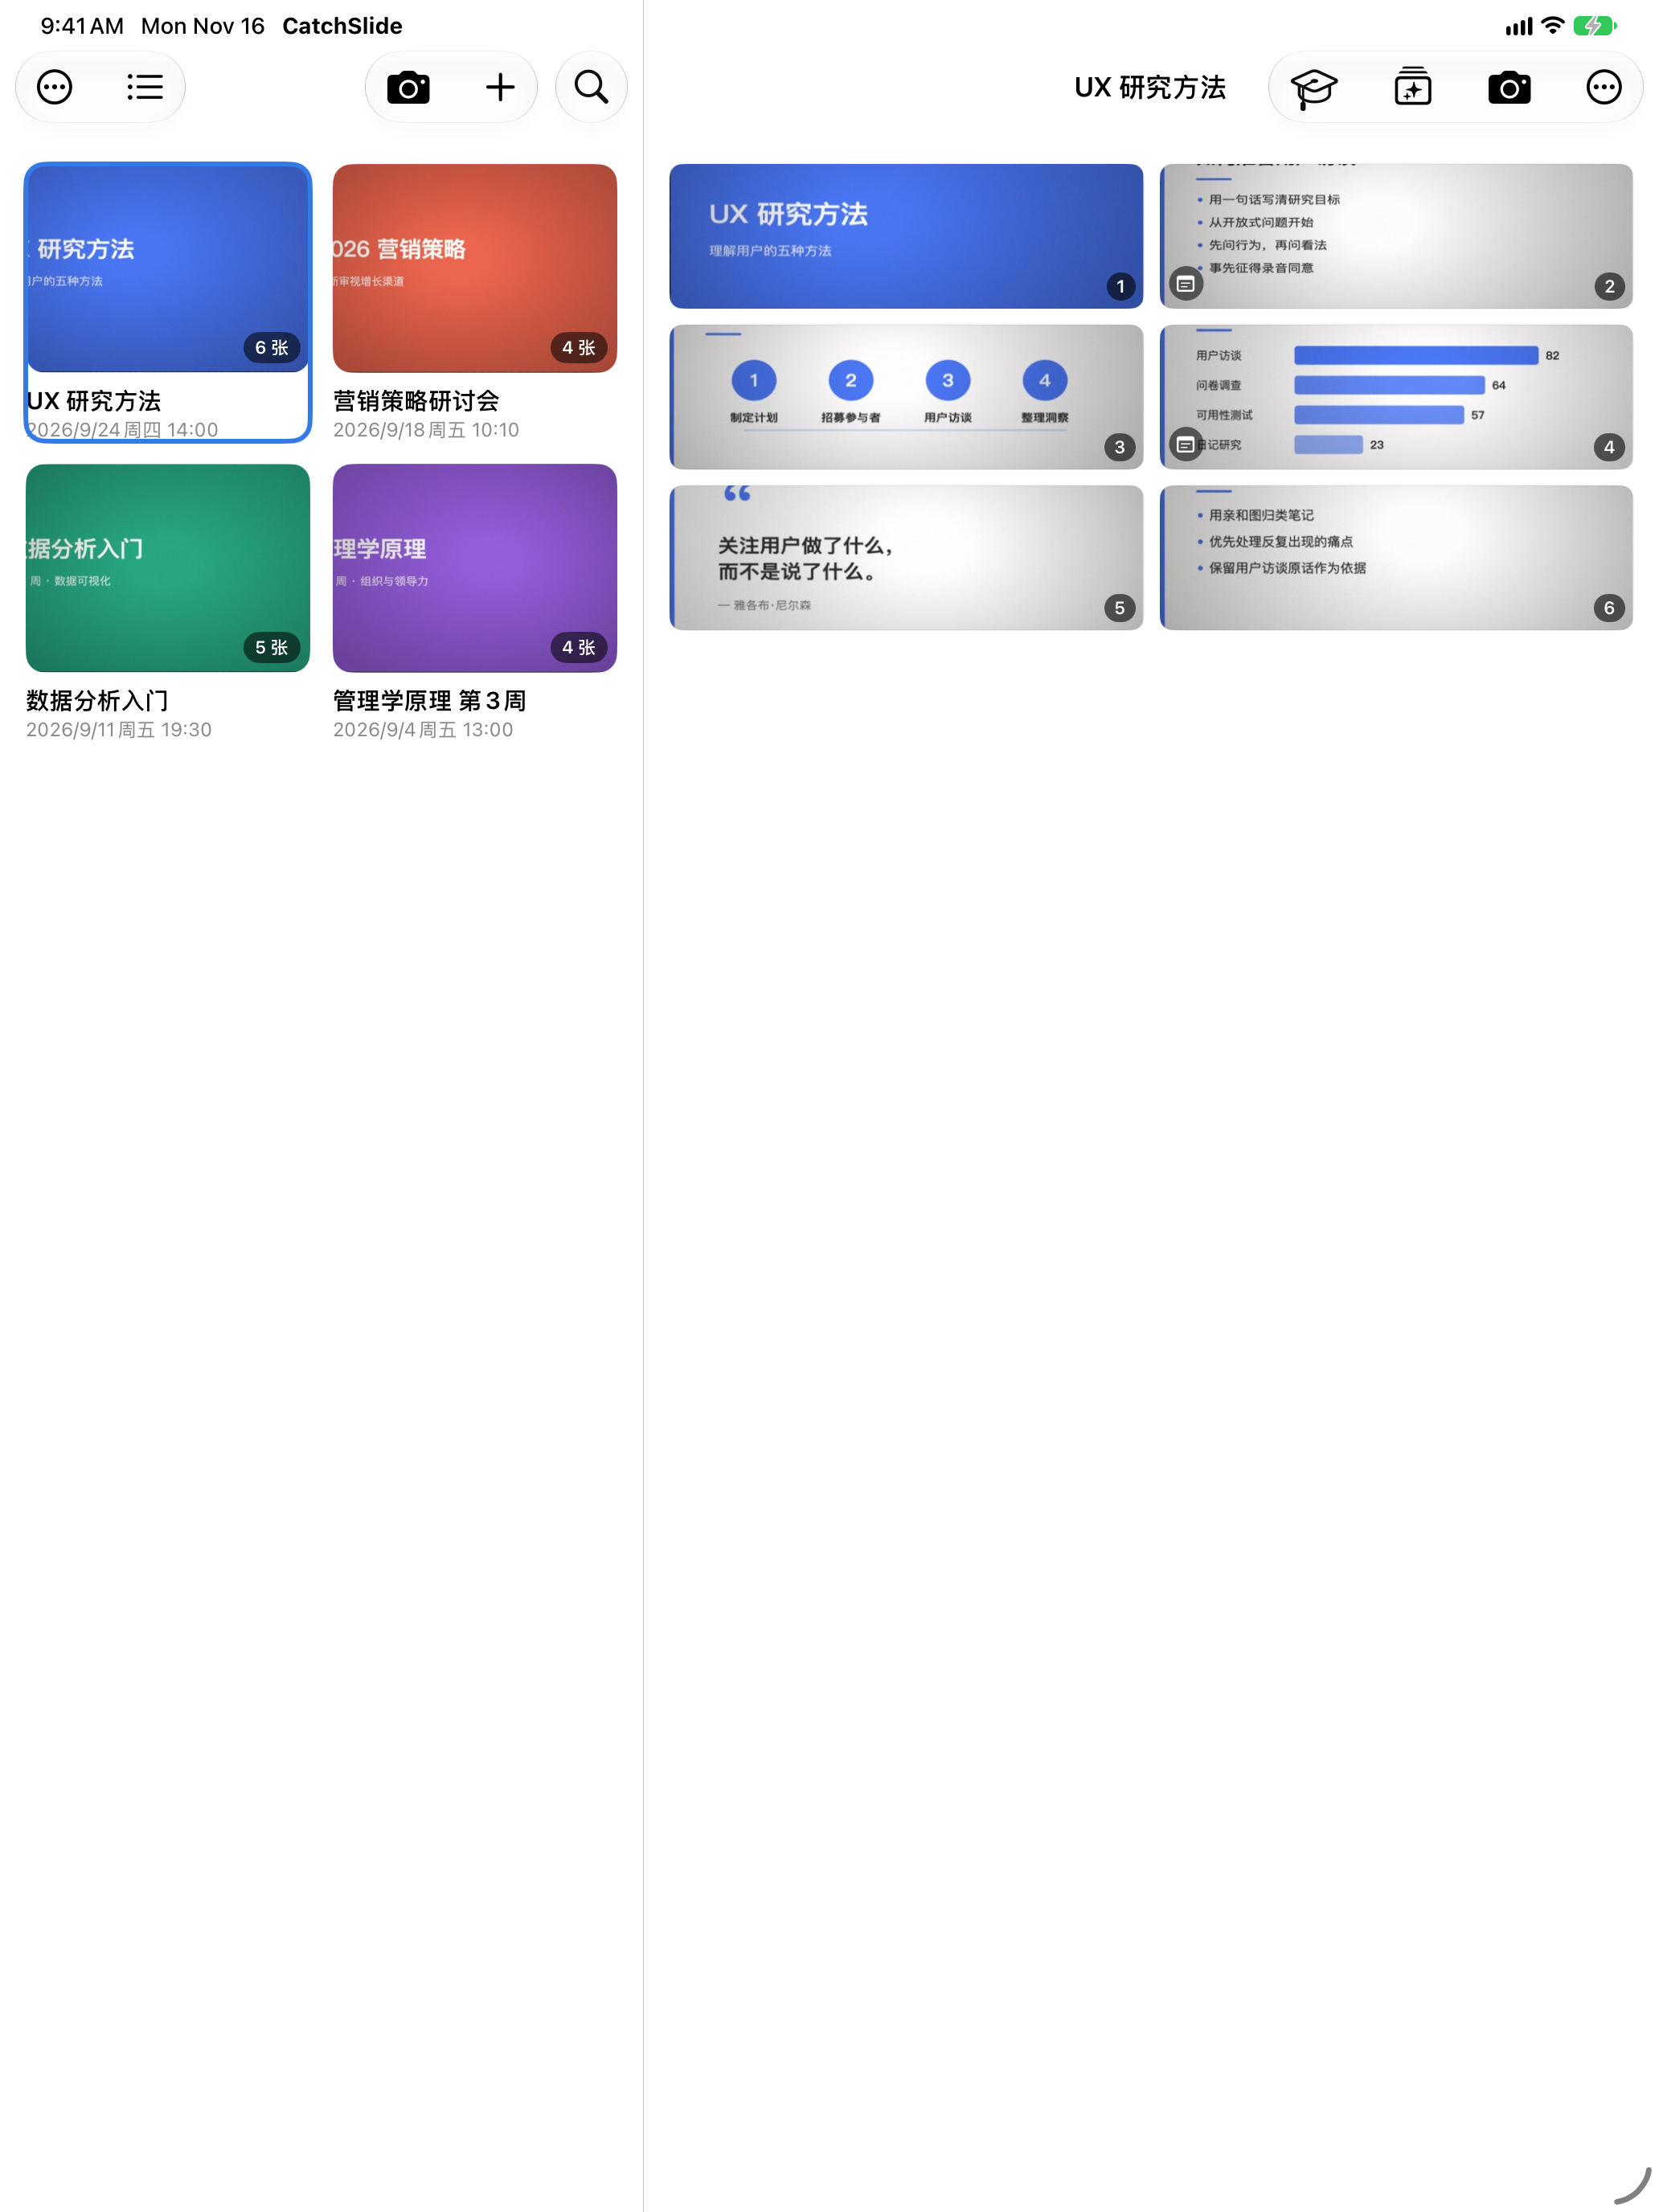 9:41 AM Mon Nov 16 CatchSlide
UX 研究方法
研究方法
户的五种方法
6 张
UX 研究方法
2026/9/24 周四 14:00
026 营销策略
审视增长渠道
4 张
营销策略研讨会
2026/9/18 周五 10:10
据分析入门
周 · 数据可视化
5 张
数据分析入门
2026/9/11 周五 19:30
理学原理
周 · 组织与领导力
4 张
管理学原理 第 3 周
2026/9/4 周五 13:00
UX 研究方法
理解用户的五种方法
1
• 用一句话写清研究目标
• 从开放式问题开始
• 先问行为，再问看法
• 事先征得录音同意
2
1 2 3 4
制定计划 招募参与者 用户访谈 整理洞察
3
用户访谈 82
问卷调查 64
可用性测试 57
日记研究 23
4
“
关注用户做了什么，
而不是说了什么。
— 雅各布·尼尔森
5
• 用亲和图归类笔记
• 优先处理反复出现的痛点
• 保留用户访谈原话作为依据
6